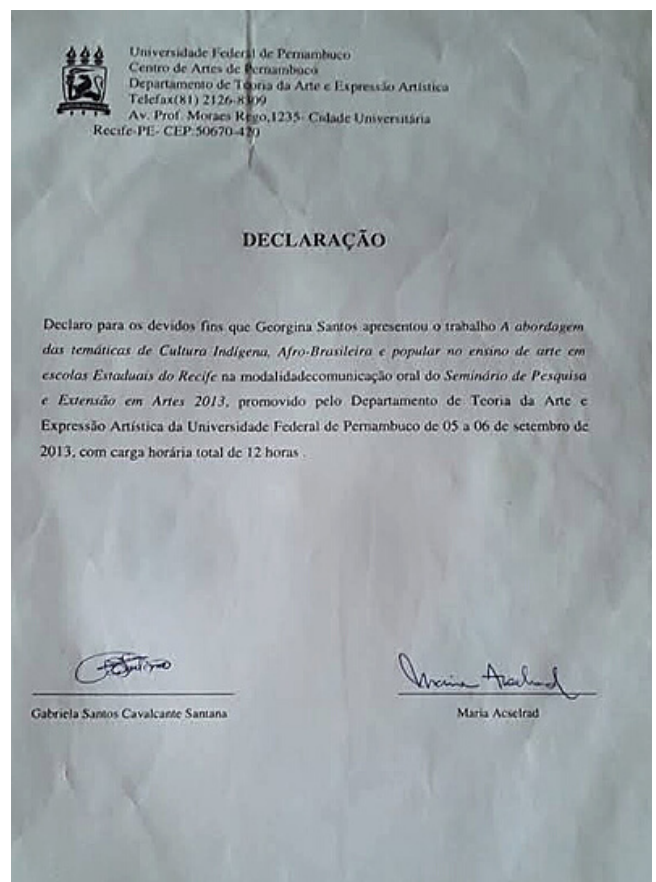 Universidade Federal de Pernambuco
Centro de Artes de Pernambuco
Departamento de Teoria da Arte e Expressão Artística
Telefax(81) 2126-8309
Av. Prof. Moraes Rego,1235- Cidade Universitária
Recife-PE- CEP:50670-420
DECLARAÇÃO
Declaro para os devidos fins que Georgina Santos apresentou o trabalho A abordagem
das temáticas de Cultura Indígena, Afro-Brasileira e popular no ensino de arte em
escolas Estaduais do Recife na modalidadecomunicação oral do Seminário de Pesquisa
e Extensão em Artes 2013, promovido pelo Departamento de Teoria da Arte e
Expressão Artística da Universidade Federal de Pernambuco de 05 a 06 de setembro de
2013, com carga horária total de 12 horas .
Maria Acselrad
Gabriela Santos Cavalcante Santana
Maria Acselrad